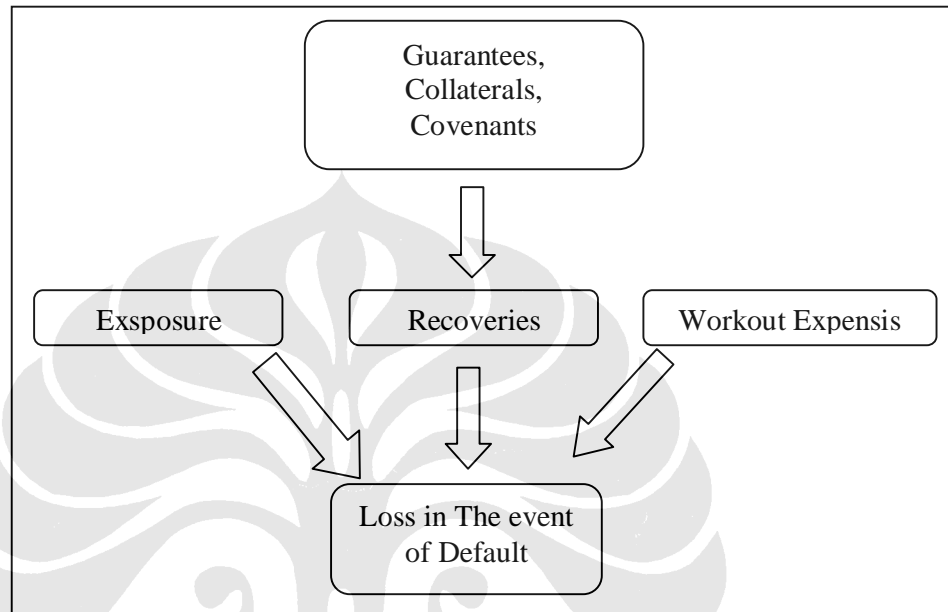 Guarantees,
Collaterals,
Covenants
Exsposure
Recoveries
Workout Expensis
Loss in The event
of Default